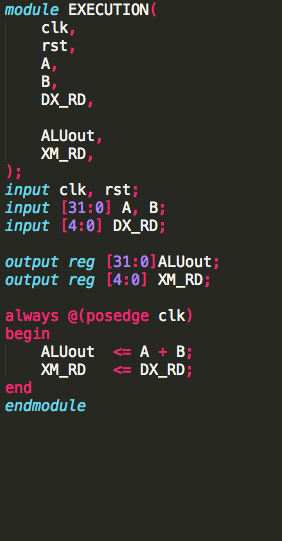 module EXECUTION(
    clk,
    rst,
    A,
    B,
    DX_RD,

    ALUout,
    XM_RD,
);
input clk, rst;
input [31:0] A, B;
input [4:0] DX_RD;

output reg [31:0]ALUout;
output reg [4:0] XM_RD;

always @(posedge clk)
begin
    ALUout  <= A + B;
    XM_RD   <= DX_RD;
end
endmodule